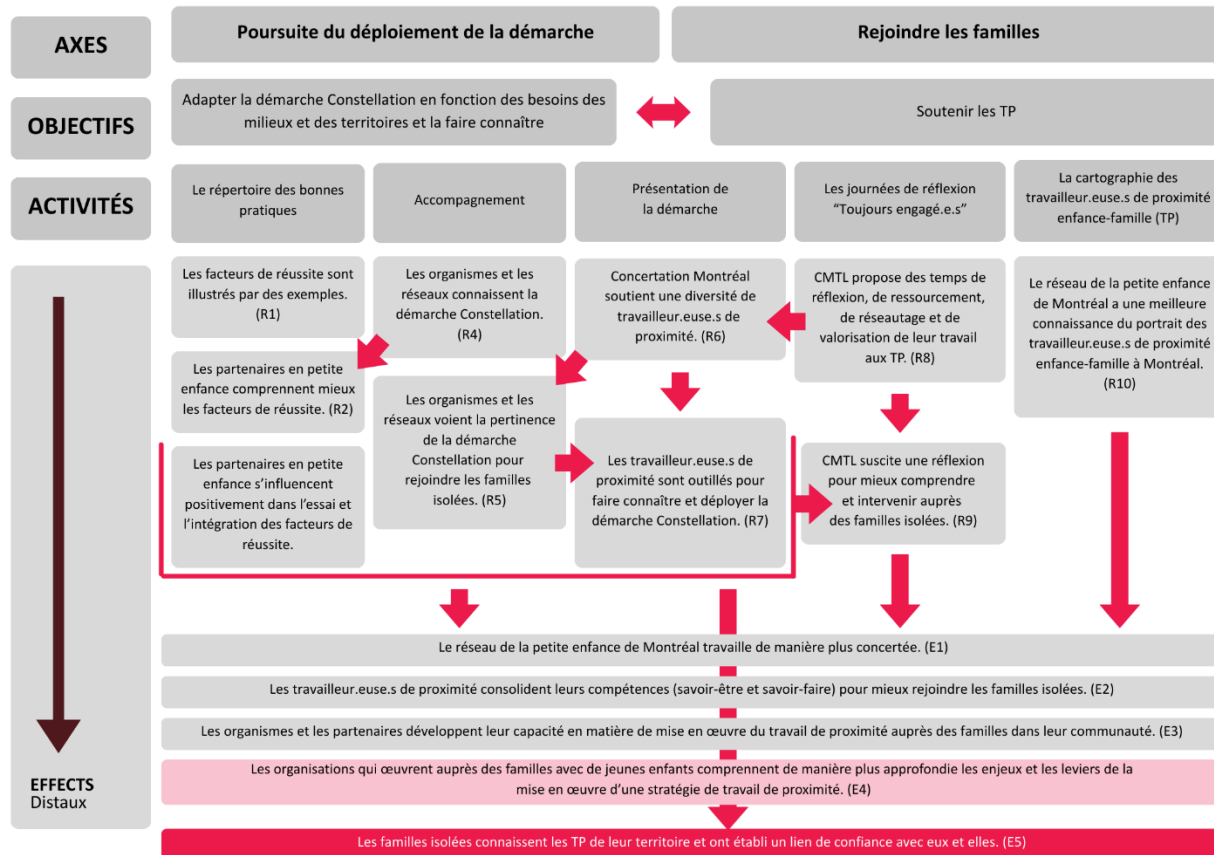 AXES
Poursuite du déploiement de la démarche
Rejoindre les familles
OBJECTIFS
Adapter la démarche Constellation en fonction des besoins des
milieux et des territoires et la faire connaître
Soutenir les TP
ACTIVITÉS
Le répertoire des bonnes
pratiques
Accompagnement
Présentation de
la démarche
Les journées de réflexion
“Toujours engagé.e.s”
La cartographie des
travailleur.euse.s de proximité
enfance-famille (TP)
Les facteurs de réussite sont
illustrés par des exemples.
(R1)
Les partenaires en petite
enfance comprennent mieux
les facteurs de réussite. (R2)
Les partenaires en petite
enfance s’influencent
positivement dans l’essai et
l’intégration des facteurs de
réussite.
Les organismes et les
réseaux connaissent la
démarche Constellation.
(R4)
Les organismes et les
réseaux voient la pertinence
de la démarche
Constellation pour
rejoindre les familles
isolées. (R5)
Concertation Montréal
soutient une diversité de
travailleur.euse.s de
proximité. (R6)
Les travailleur.euse.s de
proximité sont outillés pour
faire connaître et déployer la
démarche Constellation. (R7)
CMTL propose des temps de
réflexion, de ressourcement,
de réseautage et de
valorisation de leur travail
aux TP. (R8)
CMTL suscite une réflexion
pour mieux comprendre
et intervenir auprès
des familles isolées. (R9)
Le réseau de la petite enfance
de Montréal a une meilleure
connaissance du portrait des
travailleur.euse.s de proximité
enfance-famille à Montréal.
(R10)
Le réseau de la petite enfance de Montréal travaille de manière plus concertée. (E1)
Les travailleur.euse.s de proximité consolident leurs compétences (savoir-être et savoir-faire) pour mieux rejoindre les familles isolées. (E2)
Les organismes et les partenaires développent leur capacité en matière de mise en œuvre du travail de proximité auprès des familles dans leur communauté. (E3)
Les organisations qui œuvrent auprès des familles avec de jeunes enfants comprennent de manière plus approfondie les enjeux et les leviers de la
mise en œuvre d’une stratégie de travail de proximité. (E4)
Les familles isolées connaissent les TP de leur territoire et ont établi un lien de confiance avec eux et elles. (E5)
EFFECTS
Distaux